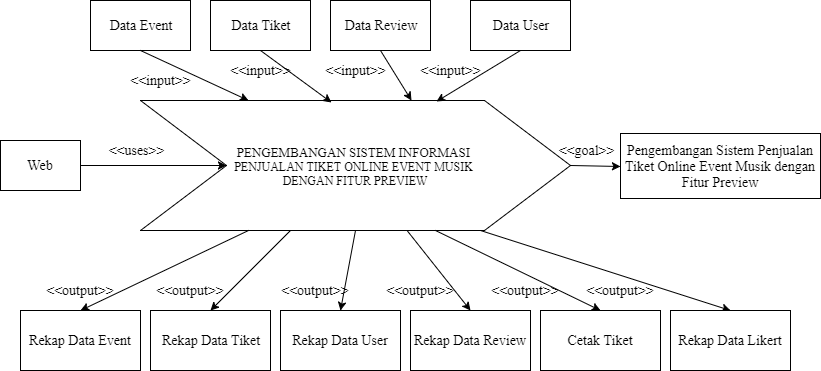 Data Event
Data Tiket
Data Review
Data User
<<input>>
<<input>>
<<input>>
<<input>>
Web
<<uses>>
PENGEMBANGAN SISTEM INFORMASI
PENJUALAN TIKET ONLINE EVENT MUSIK
DENGAN FITUR PREVIEW
<<goal>>
Pengembangan Sistem Penjualan
Tiket Online Event Musik dengan
Fitur Preview
<<output>>
<<output>>
<<output>>
<<output>>
<<output>>
<<output>>
Rekap Data Event
Rekap Data Tiket
Rekap Data User
Rekap Data Review
Cetak Tiket
Rekap Data Likert